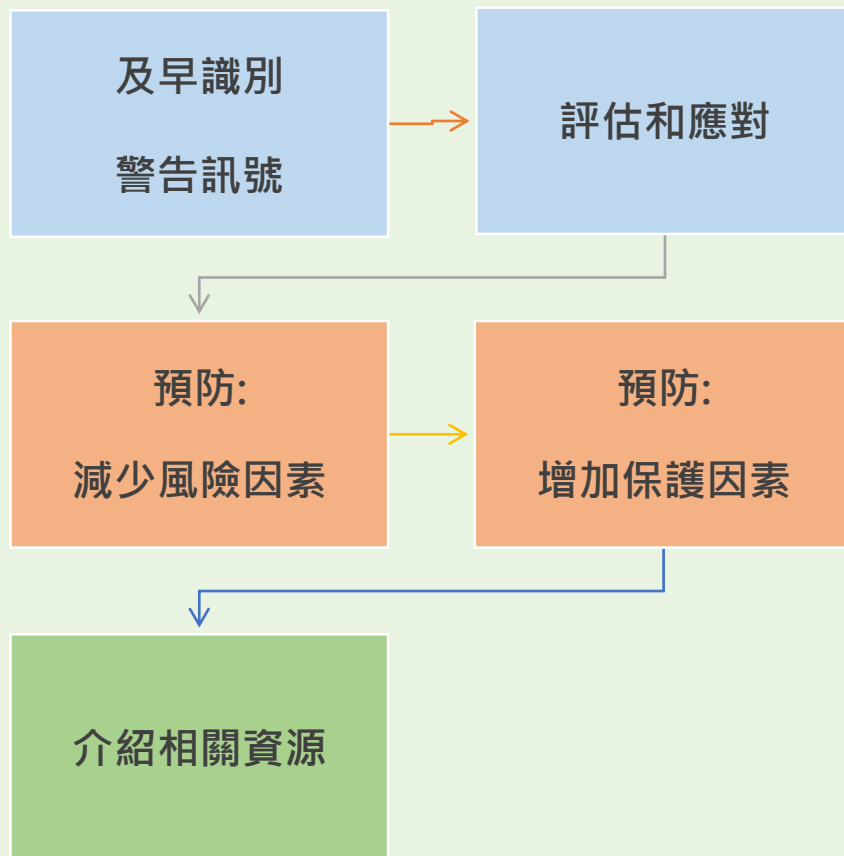 及早識別
警告訊號
評估和應對
預防:
減少風險因素
預防:
增加保護因素
介紹相關資源